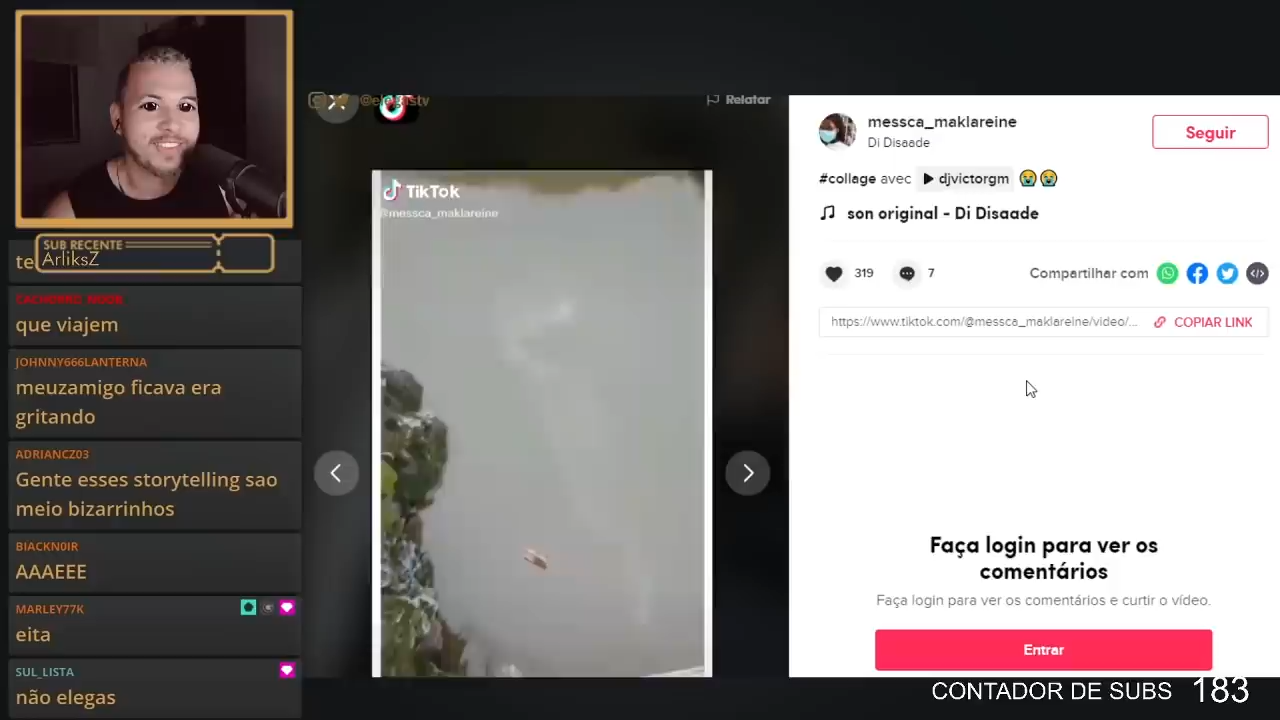 SUB RECENTE
ArliksZ
te
CACHORRO_NOOB
que viajem
JOHNNY666LANTERNA
meuzamigo ficava era
gritando
ADRIANCZ03
Gente esses storytelling sao
meio bizarrinhos
BIACKN0IR
AAAEEE
MARLEY77K
eita
SUL_LISTA
não elegas
@elegastv
Relatar
TikTok
@messca_maklareine
messca_maklareine
Di Disaade
Seguir
#collage avec ▶ djvictorgm 😭😭
son original - Di Disaade
319
7
Compartilhar com
https://www.tiktok.com/@messca_maklareine/video/...
COPIAR LINK
Faça login para ver os
comentários
Faça login para ver os comentários e curtir o vídeo.
Entrar
CONTADOR DE SUBS 183